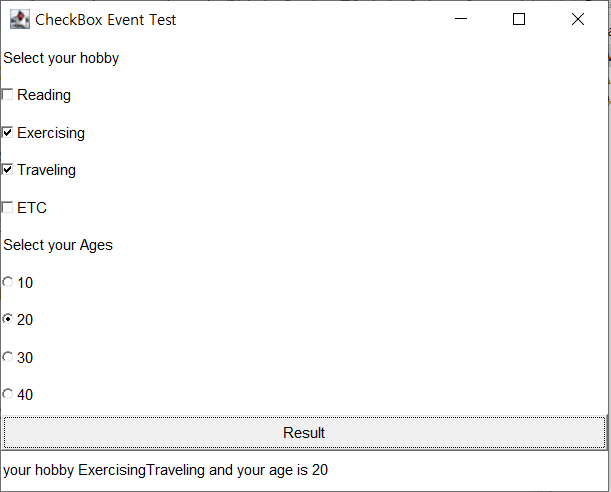 CheckBox Event Test
Select your hobby
Reading
Exercising
Traveling
ETC
Select your Ages
10
20
30
40
Result
your hobby ExercisingTraveling and your age is 20